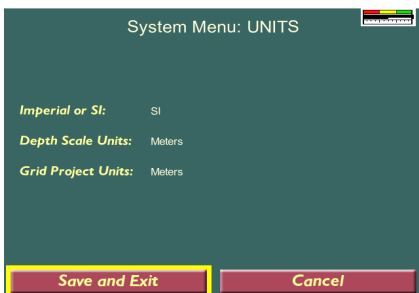 System Menu: UNITS
Imperial or SI: SI
Depth Scale Units: Meters
Grid Project Units: Meters
Save and Exit Cancel